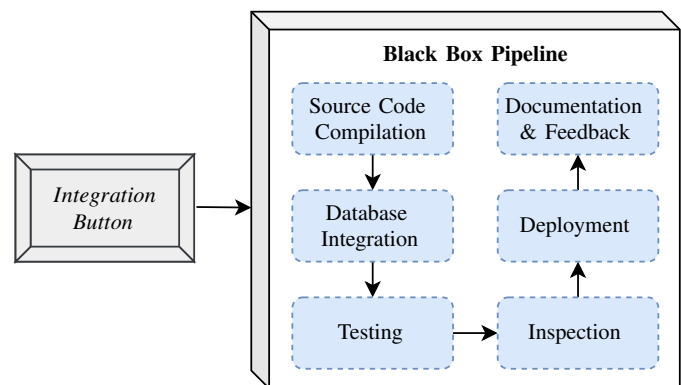 Black Box Pipeline
Integration
Button
Source Code
Compilation
Database
Integration
Testing
Inspection
Deployment
Documentation
& Feedback